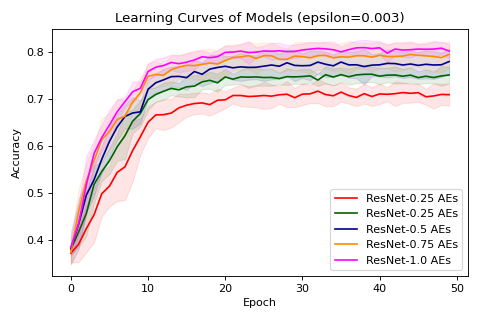 Learning Curves of Models (epsilon=0.003)
Accuracy
0.8
0.7
0.6
0.5
0.4
0
10
20
30
40
50
Epoch
ResNet-0.25 AEs
ResNet-0.25 AEs
ResNet-0.5 AEs
ResNet-0.75 AEs
ResNet-1.0 AEs